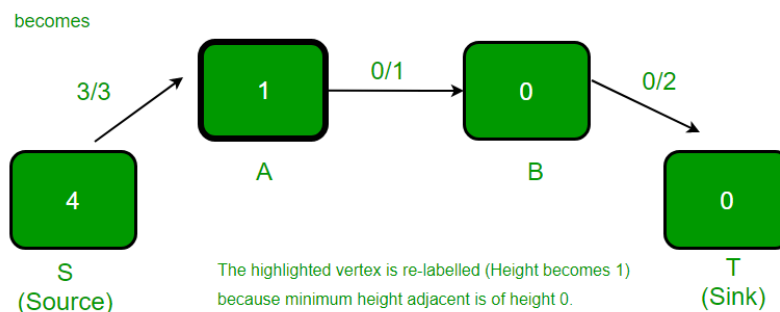 becomes
3/3
1
0/1
0
0/2
A
B
4
0
S
(Source)
The highlighted vertex is re-labelled (Height becomes 1)
because minimum height adjacent is of height 0.
T
(Sink)